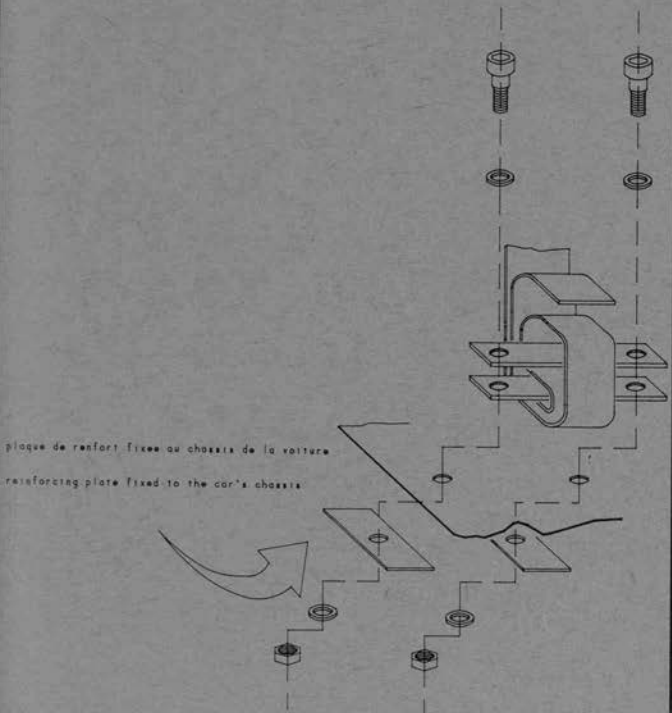 plaque de renfort fixee au chassis de la voiture
reinforcing plate fixed to the car's chassis